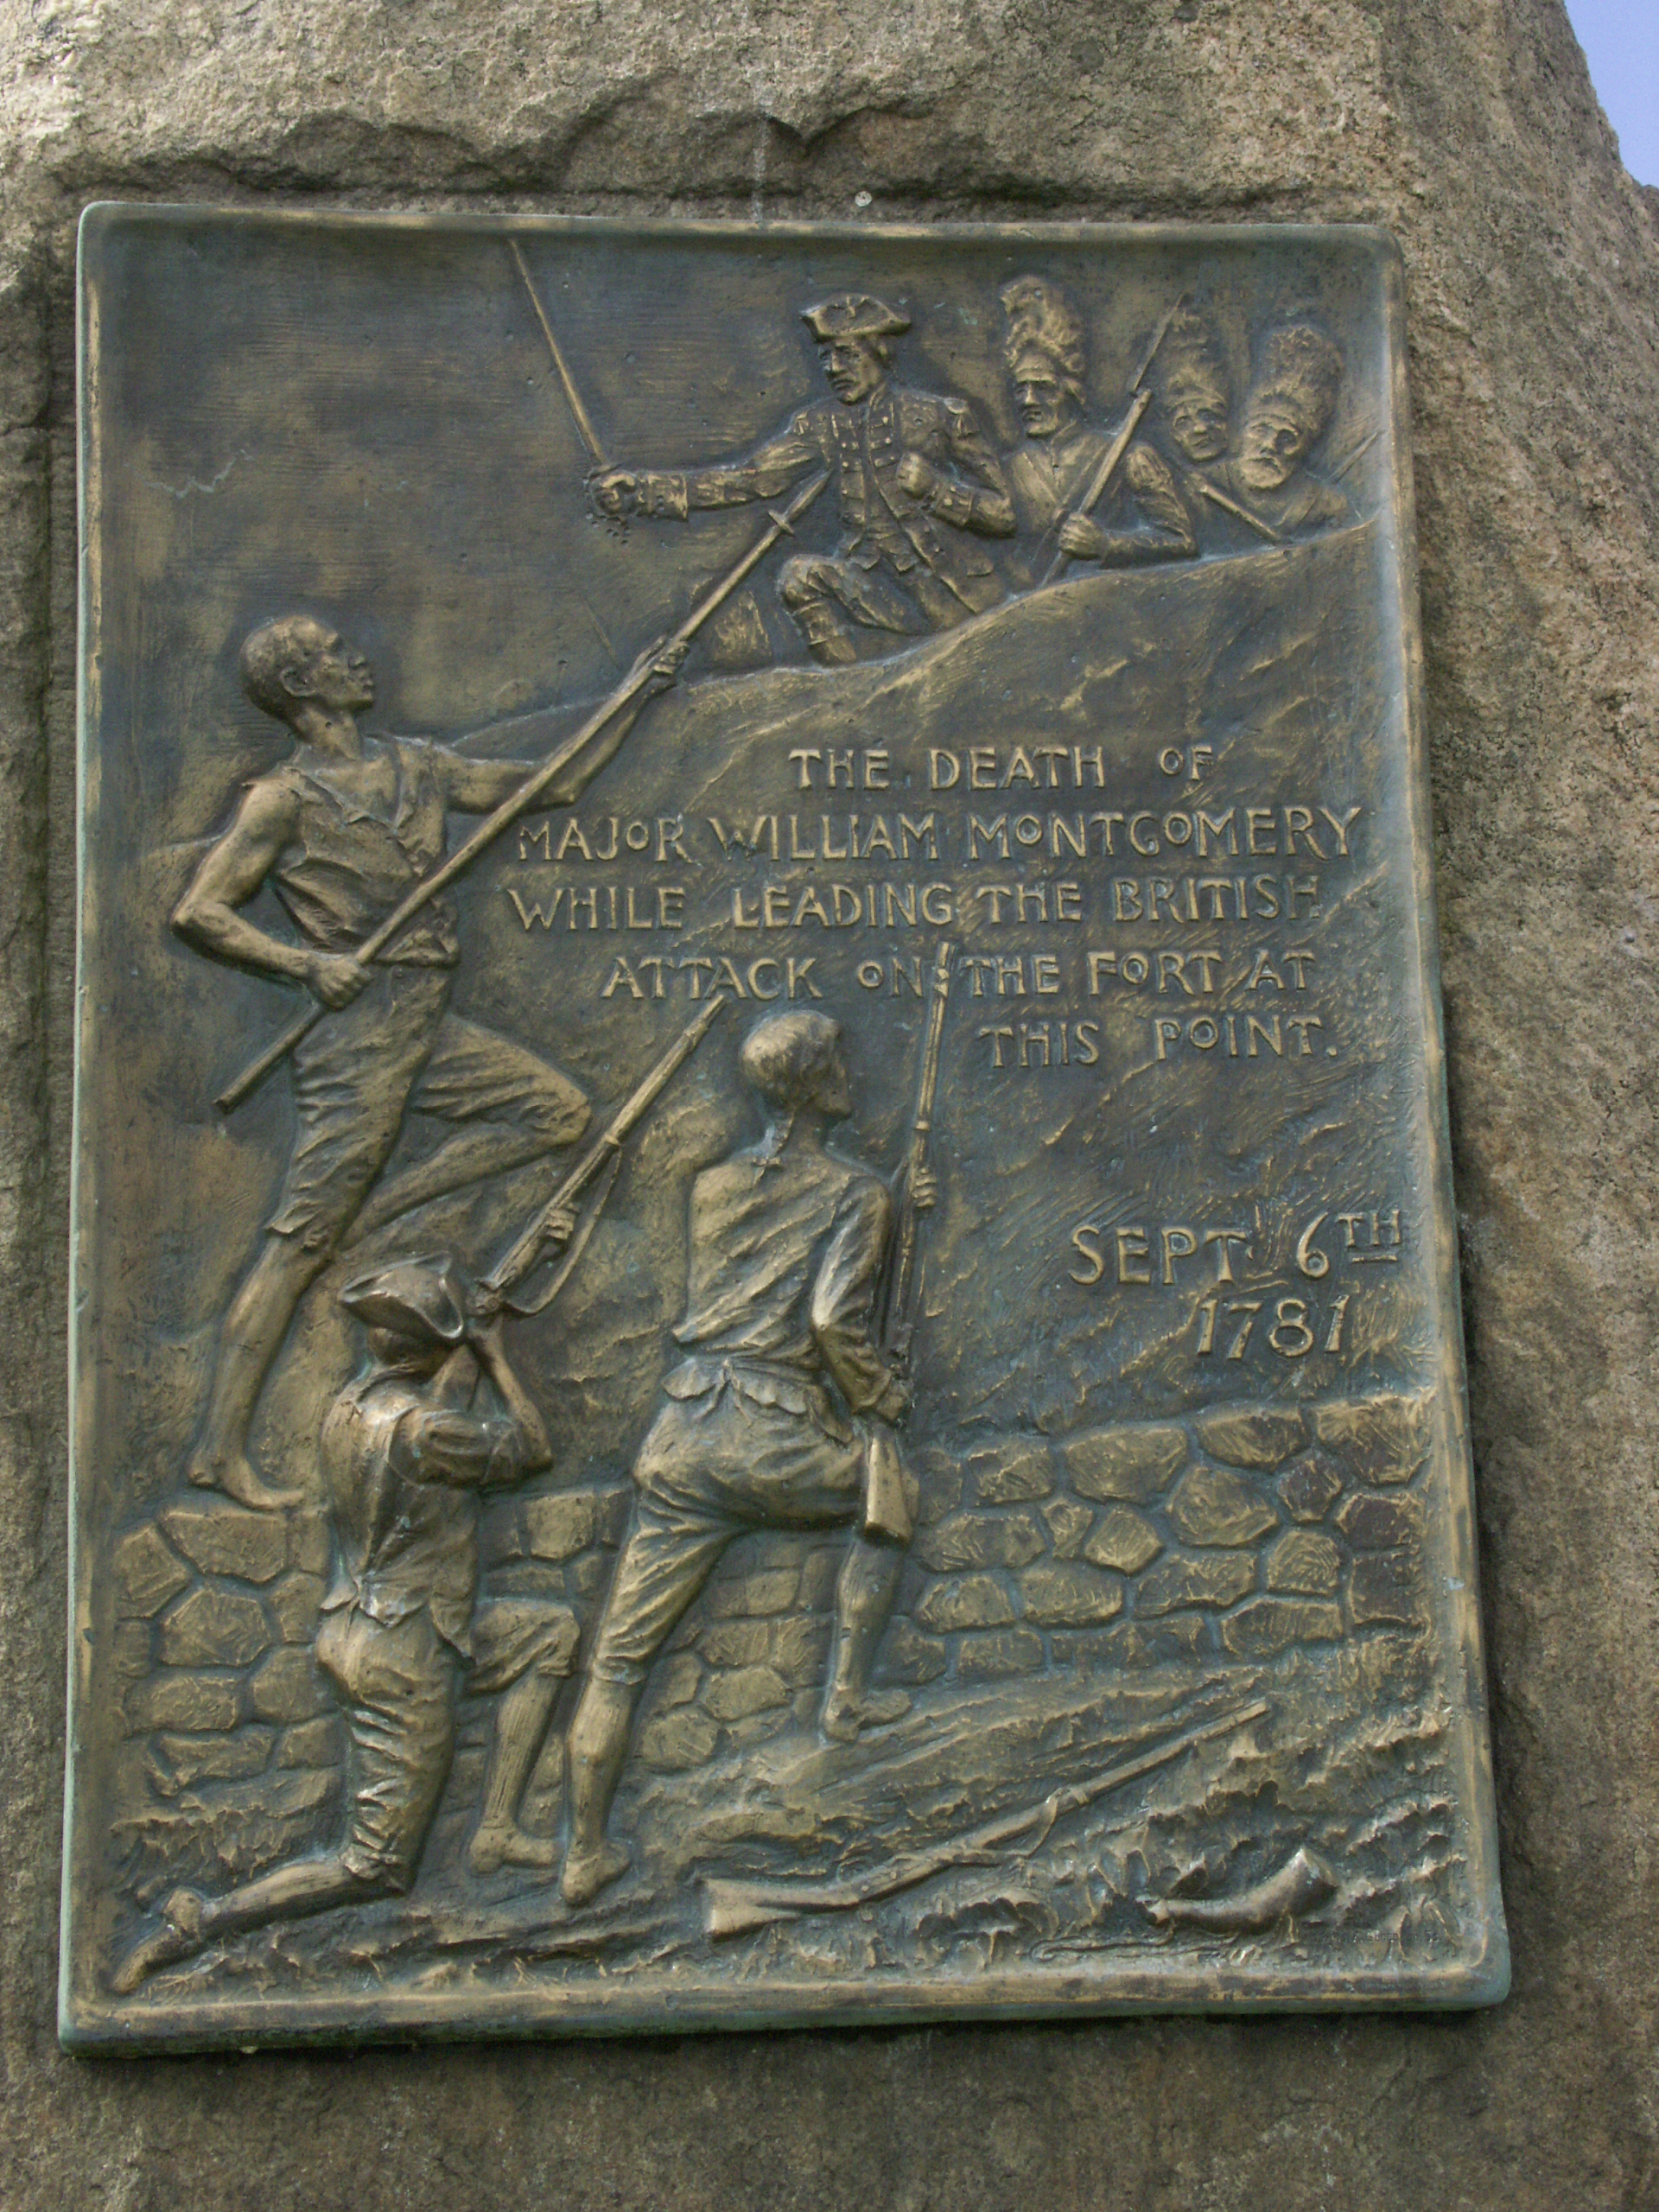 THE DEATH OF
MAJOR WILLIAM MONTGOMERY
WHILE LEADING THE BRITISH
ATTACK ON THE FORT AT
THIS POINT.
SEPT 6TH
1781